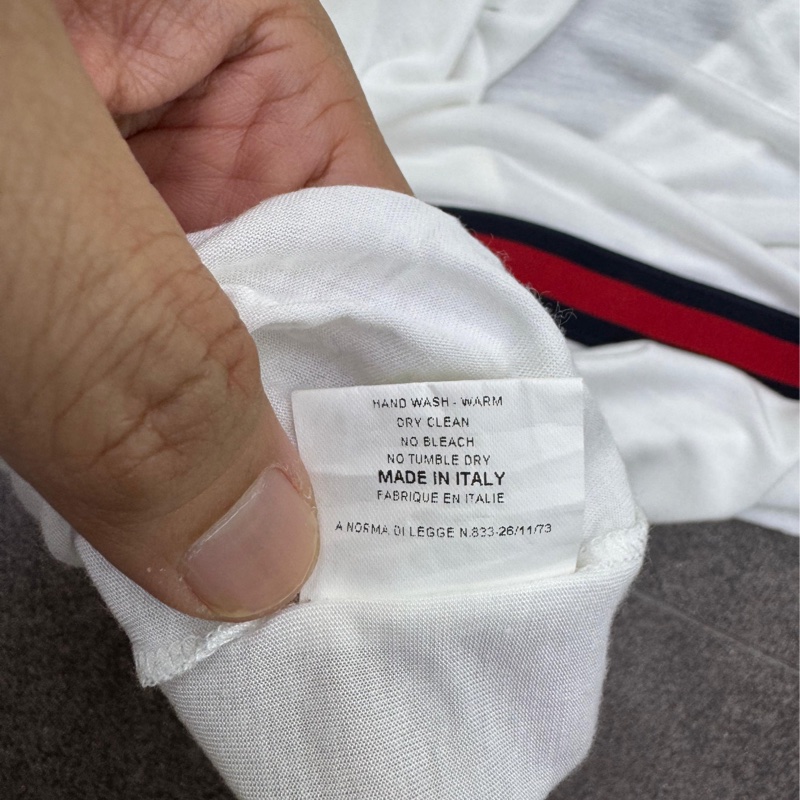 HAND WASH - WARM
DRY CLEAN
NO BLEACH
NO TUMBLE DRY
MADE IN ITALY
FABRIQUE EN ITALIE
A NORMA DI LEGGE N.833-26/11/73